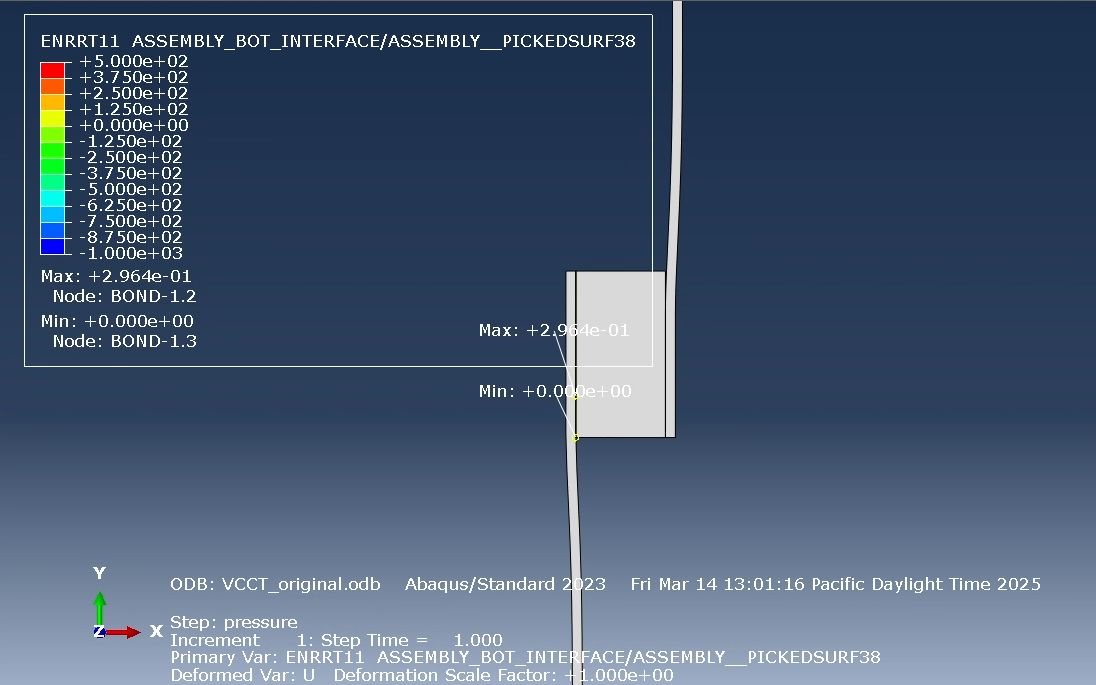 ENRRT11 ASSEMBLY_BOT_INTERFACE/ASSEMBLY__PICKEDSURF38
+5.000e+02
+3.750e+02
+2.500e+02
+1.250e+02
+0.000e+00
-1.250e+02
-2.500e+02
-3.750e+02
-5.000e+02
-6.250e+02
-7.500e+02
-8.750e+02
-1.000e+03
Max: +2.964e-01
Node: BOND-1.2
Min: +0.000e+00
Node: BOND-1.3
Max: +2.964e-01
Min: +0.000e+00
Y
Z
X
ODB: VCCT_original.odb Abaqus/Standard 2023 Fri Mar 14 13:01:16 Pacific Daylight Time 2025
Step: pressure
Increment 1: Step Time = 1.000
Primary Var: ENRRT11 ASSEMBLY_BOT_INTERFACE/ASSEMBLY__PICKEDSURF38
Deformed Var: U Deformation Scale Factor: +1.000e+00